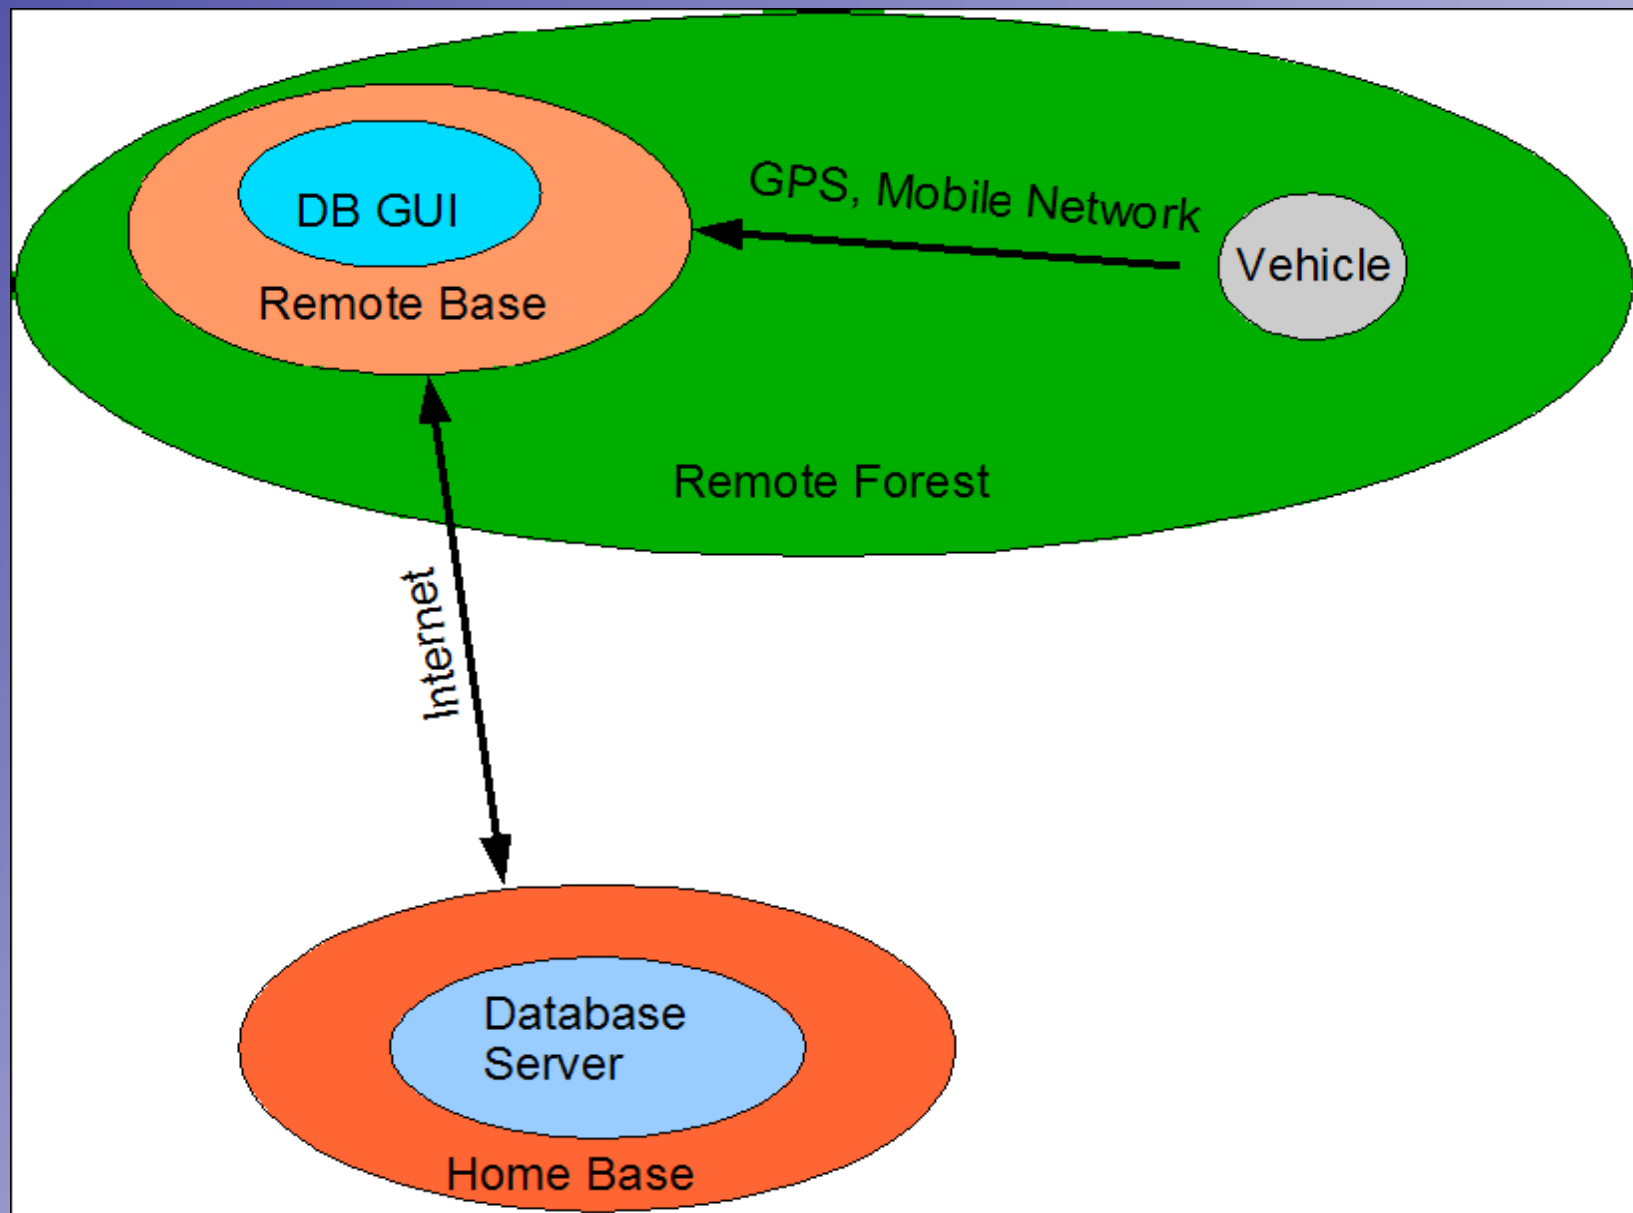 GPS, Mobile Network
DB GUI
Vehicle
Remote Base
Remote Forest
Internet
Database
Server
Home Base